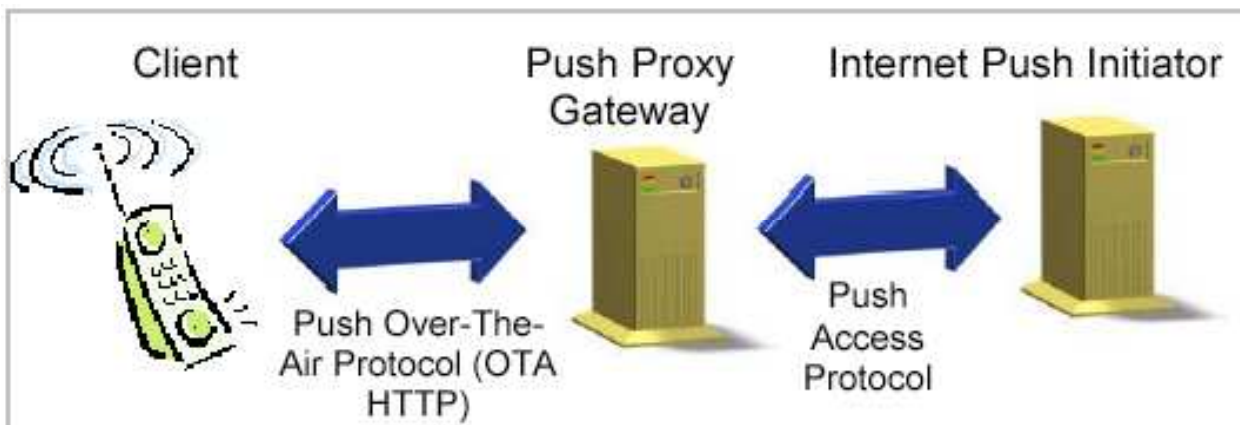 Client
Push Proxy
Gateway
Internet Push Initiator
Push Over-The-
Air Protocol (OTA
HTTP)
Push
Access
Protocol